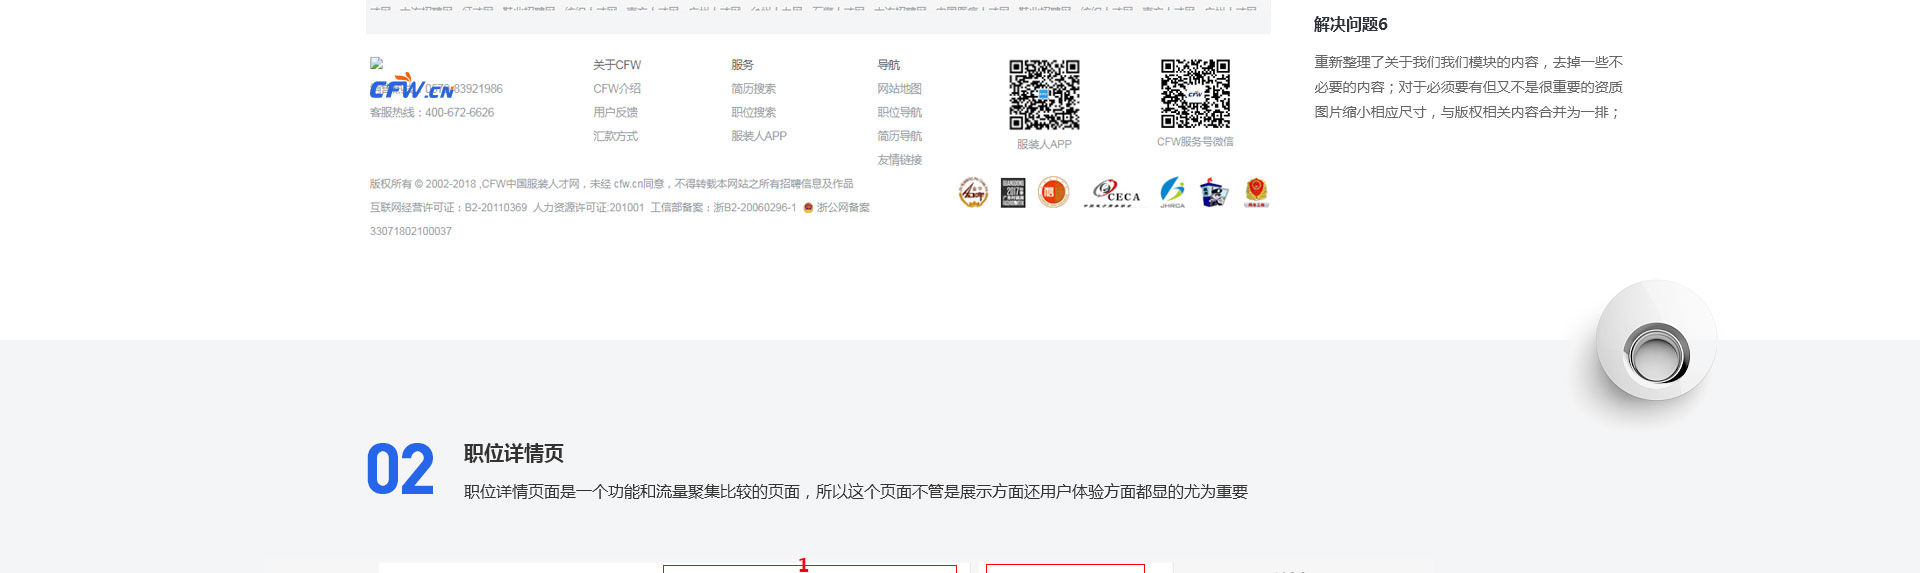 解决问题6
重新整理了关于我们我们模块的内容，去掉一些不
必要的内容；对于必须要有但又不是很重要的资质
图片缩小相应尺寸，与版权相关内容合并为一排；
CFW.CN
83921986
客服热线：400-672-6626
关于CFW
CFW介绍
用户反馈
汇款方式
服务
简历搜索
职位搜索
服装人APP
导航
网站地图
职位导航
简历导航
友情链接
服装人APP
CFW服务号微信
版权所有 © 2002-2018 ,CFW中国服装人才网，未经 cfw.cn同意，不得转载本网站之所有招聘信息及作品
互联网经营许可证：B2-20110369 人力资源许可证:201001 工信部备案：浙B2-20060296-1 浙公网备案
33071802100037
CECA
JHRCA
02
职位详情页
职位详情页面是一个功能和流量聚集比较的页面，所以这个页面不管是展示方面还用户体验方面都显的尤为重要
1